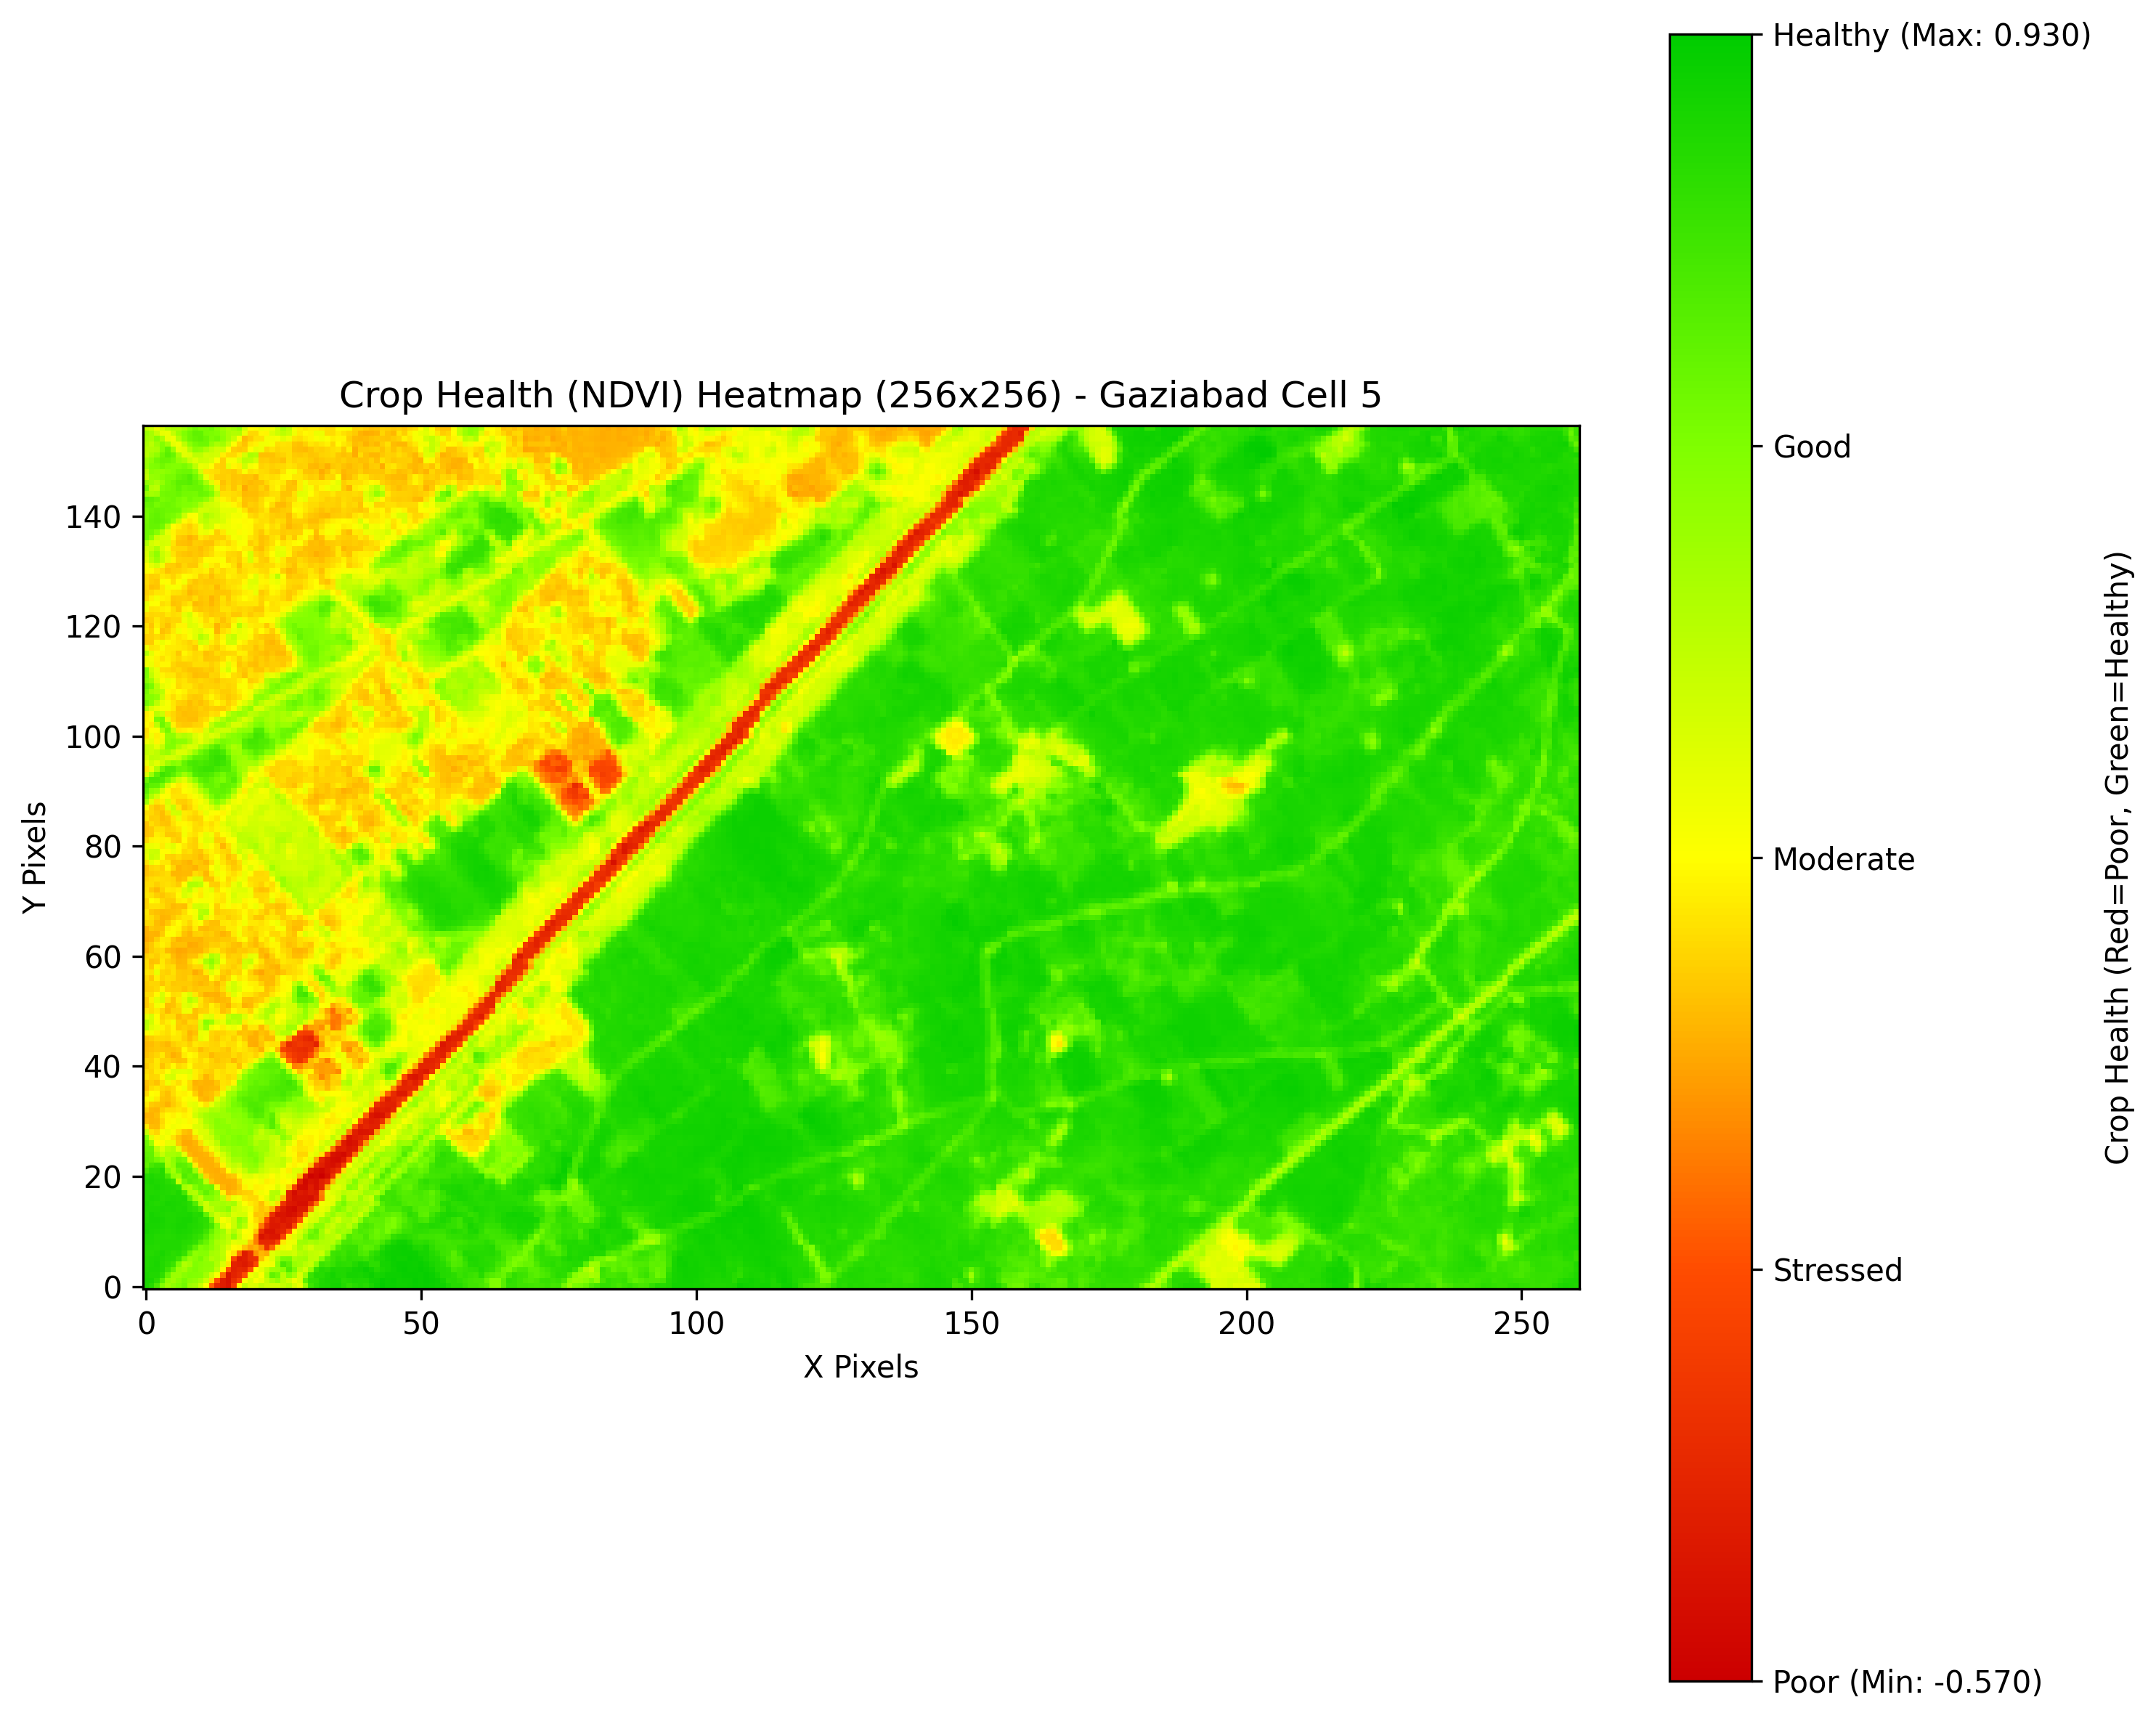 Crop Health (NDVI) Heatmap (256x256) - Gaziabad Cell 5
Y Pixels
140
120
100
80
60
40
20
0
0 50 100 150 200 250
X Pixels
Healthy (Max: 0.930)
Good
Moderate
Stressed
Poor (Min: -0.570)
Crop Health (Red=Poor, Green=Healthy)